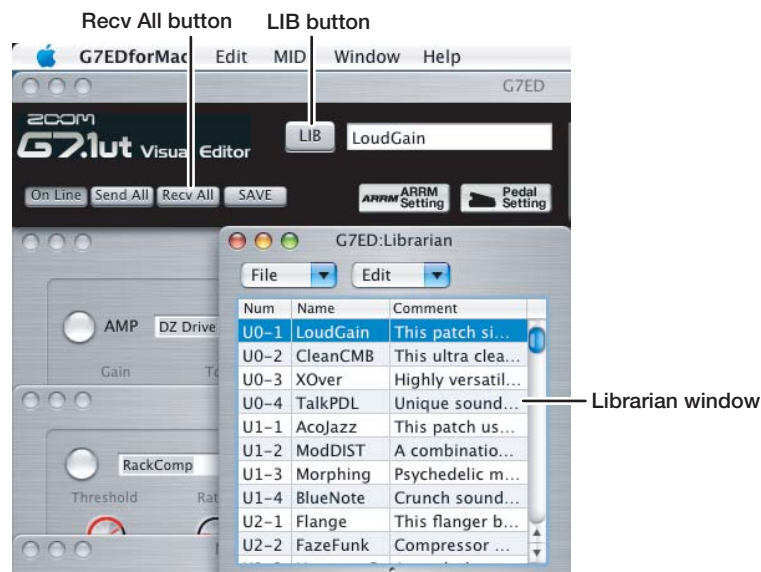 Recv All button LIB button
G7EDforMac Edit MIDI Window Help
G7ED
ZOOM
G7.1ut Visual Editor
LIB LoudGain
On Line Send All Recv All SAVE
ARRM ARRM Setting Pedal Setting
G7ED:Librarian
File Edit
Num Name Comment
U0-1 LoudGain This patch si...
U0-2 CleanCMB This ultra clea...
U0-3 XOver Highly versatil...
U0-4 TalkPDL Unique sound...
U1-1 AcoJazz This patch us...
U1-2 ModDIST A combinatio...
U1-3 Morphing Psychedelic m...
U1-4 BlueNote Crunch sound...
U2-1 Flange This flanger b...
U2-2 FazeFunk Compressor ...
Librarian window
AMP DZ Drive
Gain
RackComp
Threshold